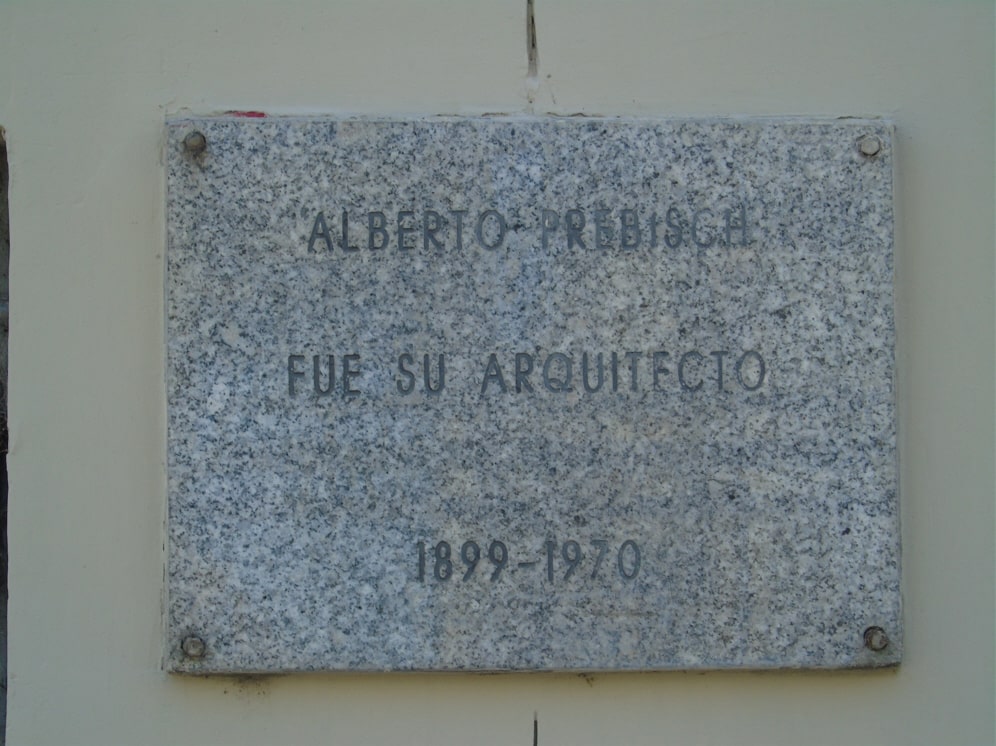 ALBERTO PREBISCH
FUE SU ARQUITECTO
1899-1970